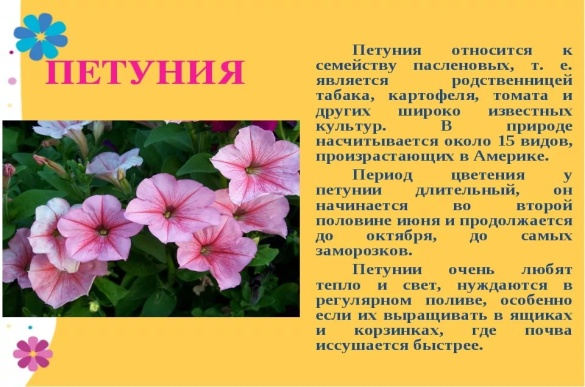 ПЕТУНИЯ
Петуния относится к
семейству пасленовых, т. е.
является родственницей
табака, картофеля, томата и
других широко известных
культур. В природе
насчитывается около 15 видов,
произрастающих в Америке.
Период цветения у
петунии длительный, он
начинается во второй
половине июня и продолжается
до октября, до самых
заморозков.
Петунии очень любят
тепло и свет, нуждаются в
регулярном поливе, особенно
если их выращивать в ящиках
и корзинках, где почва
иссушается быстрее.